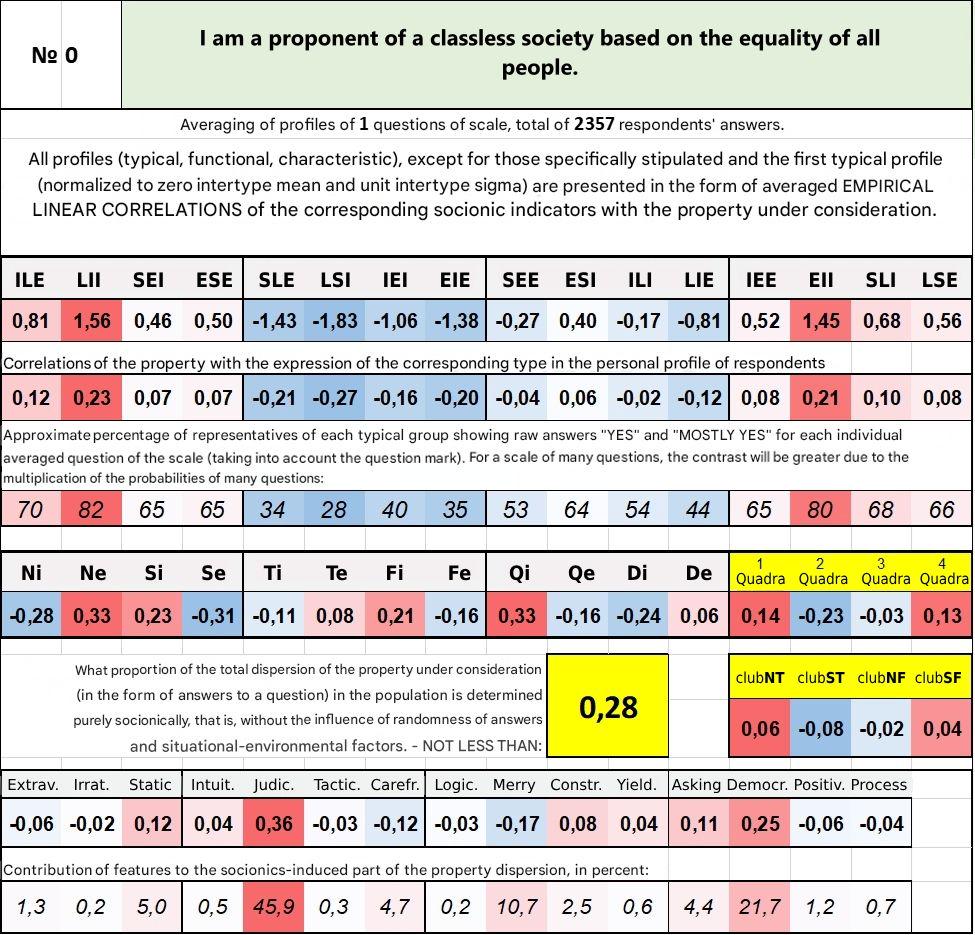 № 0
I am a proponent of a classless society based on the equality of all
people.
Averaging of profiles of 1 questions of scale, total of 2357 respondents' answers.
All profiles (typical, functional, characteristic), except for those specifically stipulated and the first typical profile
(normalized to zero intertype mean and unit intertype sigma) are presented in the form of averaged EMPIRICAL
LINEAR CORRELATIONS of the corresponding socionic indicators with the property under consideration.
ILE LII SEI ESE SLE LSI IEI EIE SEE ESI ILI LIE IEE EII SLI LSE
0,81 1,56 0,46 0,50 -1,43 -1,83 -1,06 -1,38 -0,27 0,40 -0,17 -0,81 0,52 1,45 0,68 0,56
Correlations of the property with the expression of the corresponding type in the personal profile of respondents
0,12 0,23 0,07 0,07 -0,21 -0,27 -0,16 -0,20 -0,04 0,06 -0,02 -0,12 0,08 0,21 0,10 0,08
Approximate percentage of representatives of each typical group showing raw answers "YES" and "MOSTLY YES" for each individual
averaged question of the scale (taking into account the question mark). For a scale of many questions, the contrast will be greater due to the
multiplication of the probabilities of many questions:
70 82 65 65 34 28 40 35 53 64 54 44 65 80 68 66
Ni Ne Si Se Ti Te Fi Fe Qi Qe Di De 1 Quadra 2 Quadra 3 Quadra 4 Quadra
-0,28 0,33 0,23 -0,31 -0,11 0,08 0,21 -0,16 0,33 -0,16 -0,24 0,06 0,14 -0,23 -0,03 0,13
What proportion of the total dispersion of the property under consideration
(in the form of answers to a question) in the population is determined
purely socionically, that is, without the influence of randomness of answers
and situational-environmental factors. - NOT LESS THAN:
0,28
clubNT clubST clubNF clubSF
0,06 -0,08 -0,02 0,04
Extrav. Irrat. Static Intuit. Judic. Tactic. Carefr. Logic. Merry Constr. Yield. Asking Democr. Positiv. Process
-0,06 -0,02 0,12 0,04 0,36 -0,03 -0,12 -0,03 -0,17 0,08 0,04 0,11 0,25 -0,06 -0,04
Contribution of features to the socionics-induced part of the property dispersion, in percent:
1,3 0,2 5,0 0,5 45,9 0,3 4,7 0,2 10,7 2,5 0,6 4,4 21,7 1,2 0,7